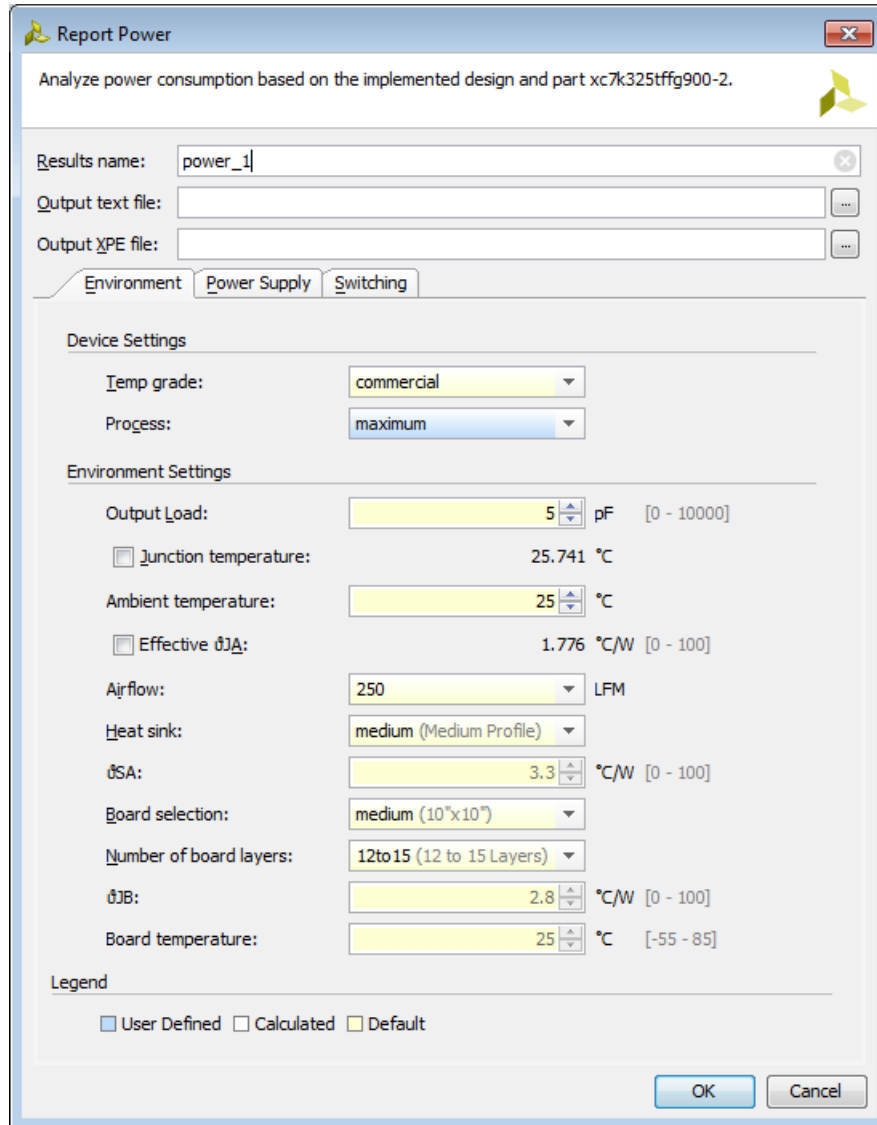 Report Power
Analyze power consumption based on the implemented design and part xc7k325tffg900-2.
Results name: power_1
Output text file: ...
Output XPE file: ...
Environment Power Supply Switching
Device Settings
Temp grade: commercial
Process: maximum
Environment Settings
Output Load: 5 pF [0 - 10000]
Junction temperature: 25.741 °C
Ambient temperature: 25 °C
Effective ϑJA: 1.776 °C/W [0 - 100]
Airflow: 250 LFM
Heat sink: medium (Medium Profile)
ϑSA: 3.3 °C/W [0 - 100]
Board selection: medium (10"x10")
Number of board layers: 12to15 (12 to 15 Layers)
ϑJB: 2.8 °C/W [0 - 100]
Board temperature: 25 °C [-55 - 85]
Legend
User Defined Calculated Default
OK Cancel